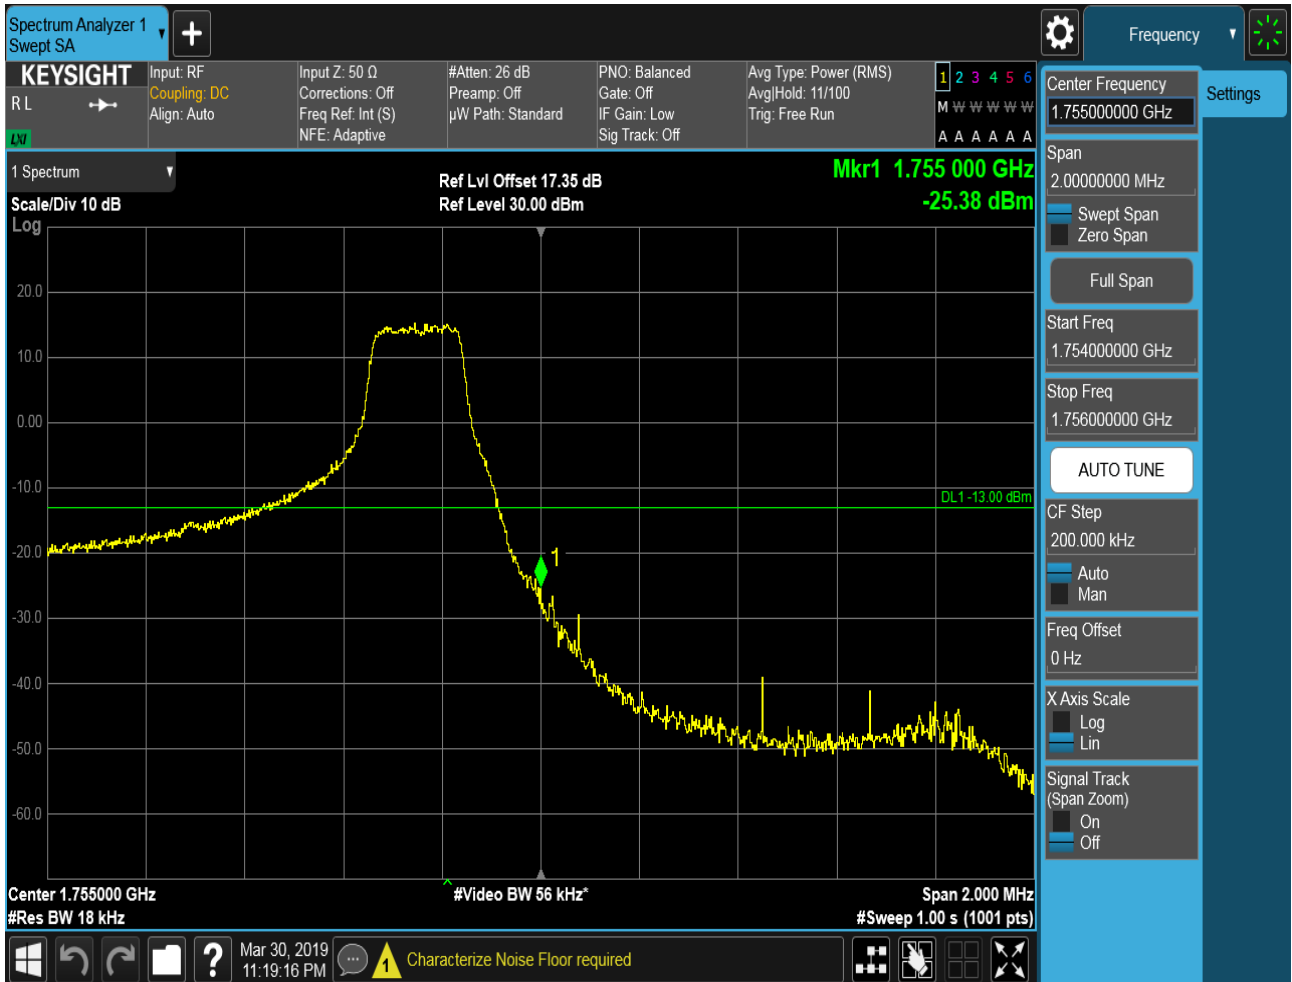 Spectrum Analyzer 1
Swept SA
Frequency
KEYSIGHT
R L
LXI
Input: RF
Coupling: DC
Align: Auto
Input Z: 50 Ω
Corrections: Off
Freq Ref: Int (S)
NFE: Adaptive
#Atten: 26 dB
Preamp: Off
µW Path: Standard
PNO: Balanced
Gate: Off
IF Gain: Low
Sig Track: Off
Avg Type: Power (RMS)
Avg|Hold: 11/100
Trig: Free Run
1 2 3 4 5 6
M W W W W W
A A A A A A
1 Spectrum
Scale/Div 10 dB
Log
Ref Lvl Offset 17.35 dB
Ref Level 30.00 dBm
Mkr1 1.755 000 GHz
-25.38 dBm
20.0
10.0
0.00
-10.0
DL1 -13.00 dBm
-20.0
1
-30.0
-40.0
-50.0
-60.0
Center 1.755000 GHz
#Video BW 56 kHz*
Span 2.000 MHz
#Res BW 18 kHz
#Sweep 1.00 s (1001 pts)
?
Mar 30, 2019
11:19:16 PM
1
Characterize Noise Floor required
Center Frequency
1.755000000 GHz
Settings
Span
2.00000000 MHz
Swept Span
Zero Span
Full Span
Start Freq
1.754000000 GHz
Stop Freq
1.756000000 GHz
AUTO TUNE
CF Step
200.000 kHz
Auto
Man
Freq Offset
0 Hz
X Axis Scale
Log
Lin
Signal Track
(Span Zoom)
On
Off